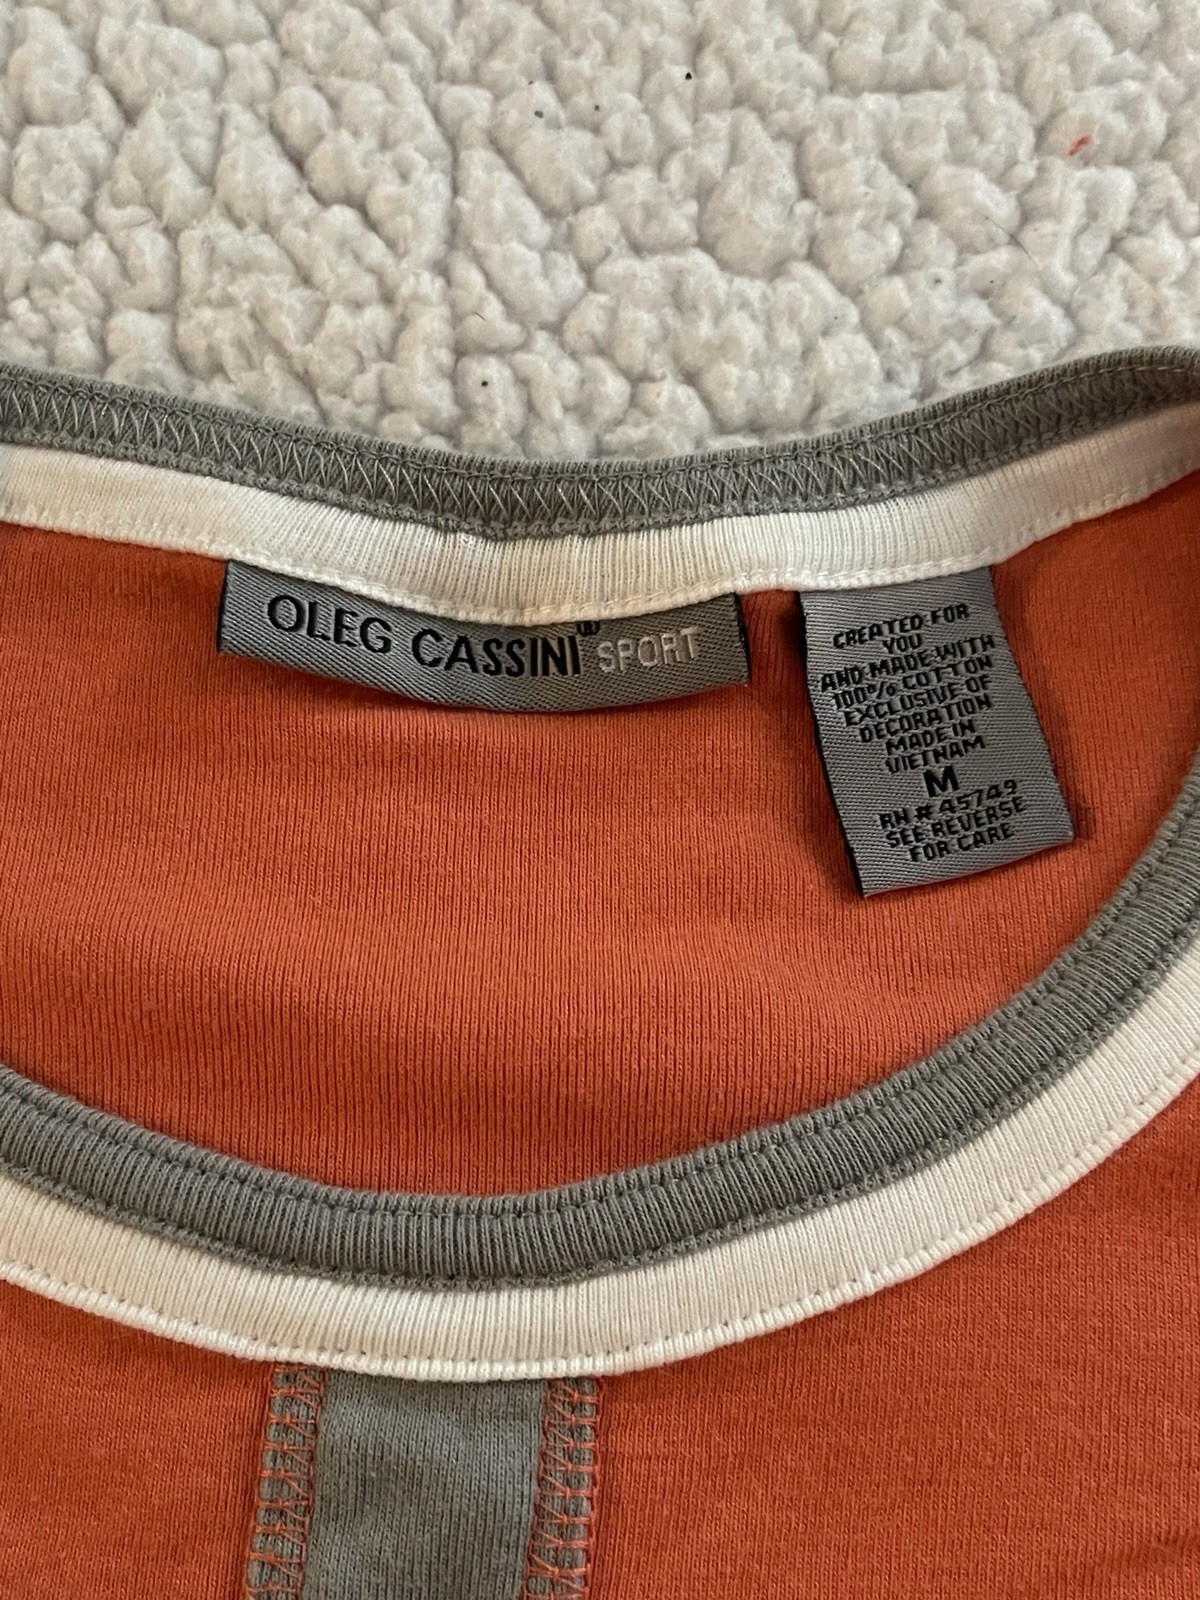 OLEG CASSINI® SPORT
CREATED FOR
YOU
AND MADE WITH
100% COTTON
EXCLUSIVE OF
DECORATION
MADE IN
VIETNAM
M
RN # 45749
SEE REVERSE
FOR CARE